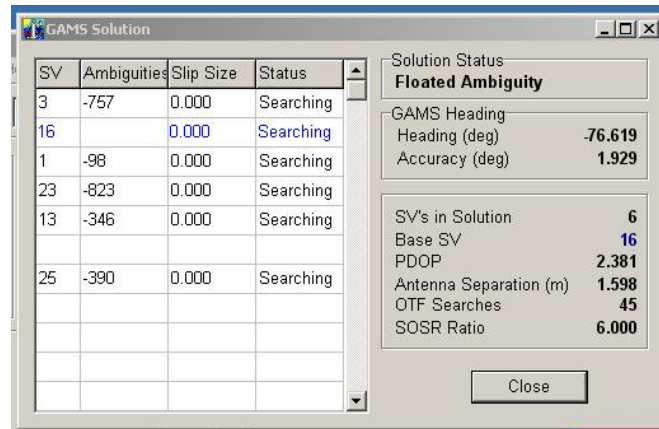 GAMS Solution
SV Ambiguities Slip Size Status
3 -757 0.000 Searching
16 0.000 Searching
1 -98 0.000 Searching
23 -823 0.000 Searching
13 -346 0.000 Searching
25 -390 0.000 Searching
Solution Status
Floated Ambiguity
GAMS Heading
Heading (deg) -76.619
Accuracy (deg) 1.929
SV's in Solution 6
Base SV 16
PDOP 2.381
Antenna Separation (m) 1.598
OTF Searches 45
SOSR Ratio 6.000
Close